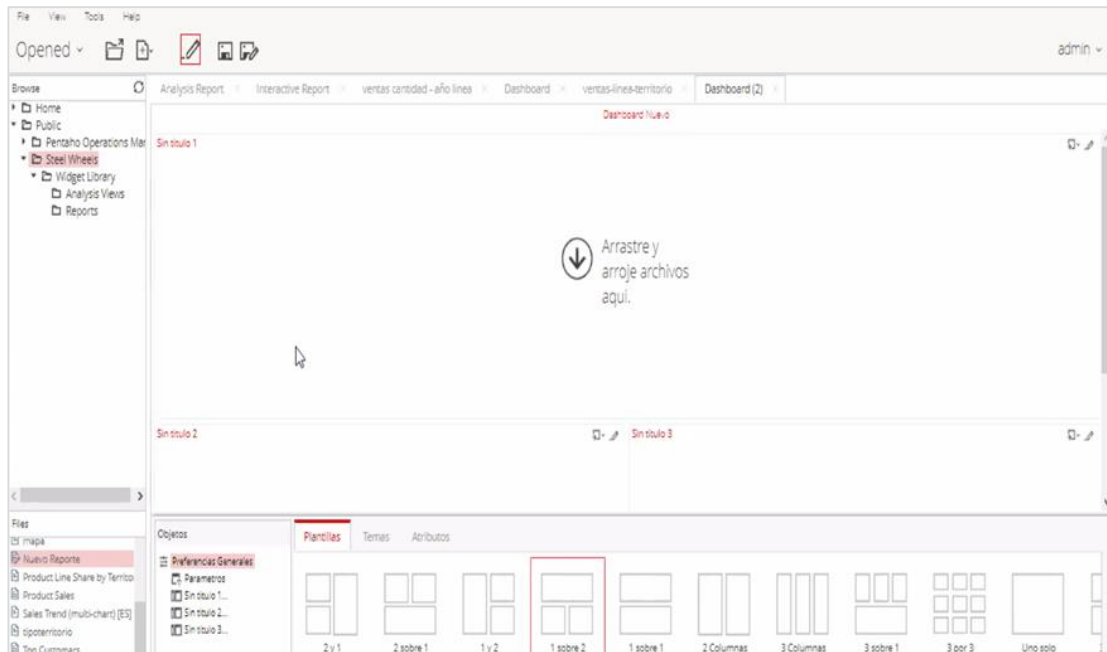 File View Tools Help
Opened
admin
Browse
Home
Public
Pentaho Operations Mar
Steel Wheels
Widget Library
Analysis Views
Reports
Analysis Report
Interactive Report
ventas cantidad - año linea
Dashboard
ventas-linea-territorio
Dashboard (2)
Dashboard Nuevo
Sin titulo 1
Arrastre y
arroje archivos
aqui.
Sin titulo 2
Sin titulo 3
Files
mapa
Nuevo Reporte
Product Line Share by Territo
Product Sales
Sales Trend (multi-chart) [ES]
tipoterritorio
Top Customers
Objetos
Preferencias Generales
Parametros
Sin titulo 1...
Sin titulo 2...
Sin titulo 3...
Plantillas
Temas
Atributos
2 y 1
2 sobre 1
1 y 2
1 sobre 2
1 sobre 1
2 Columnas
3 Columnas
3 sobre 1
3 por 3
Uno solo